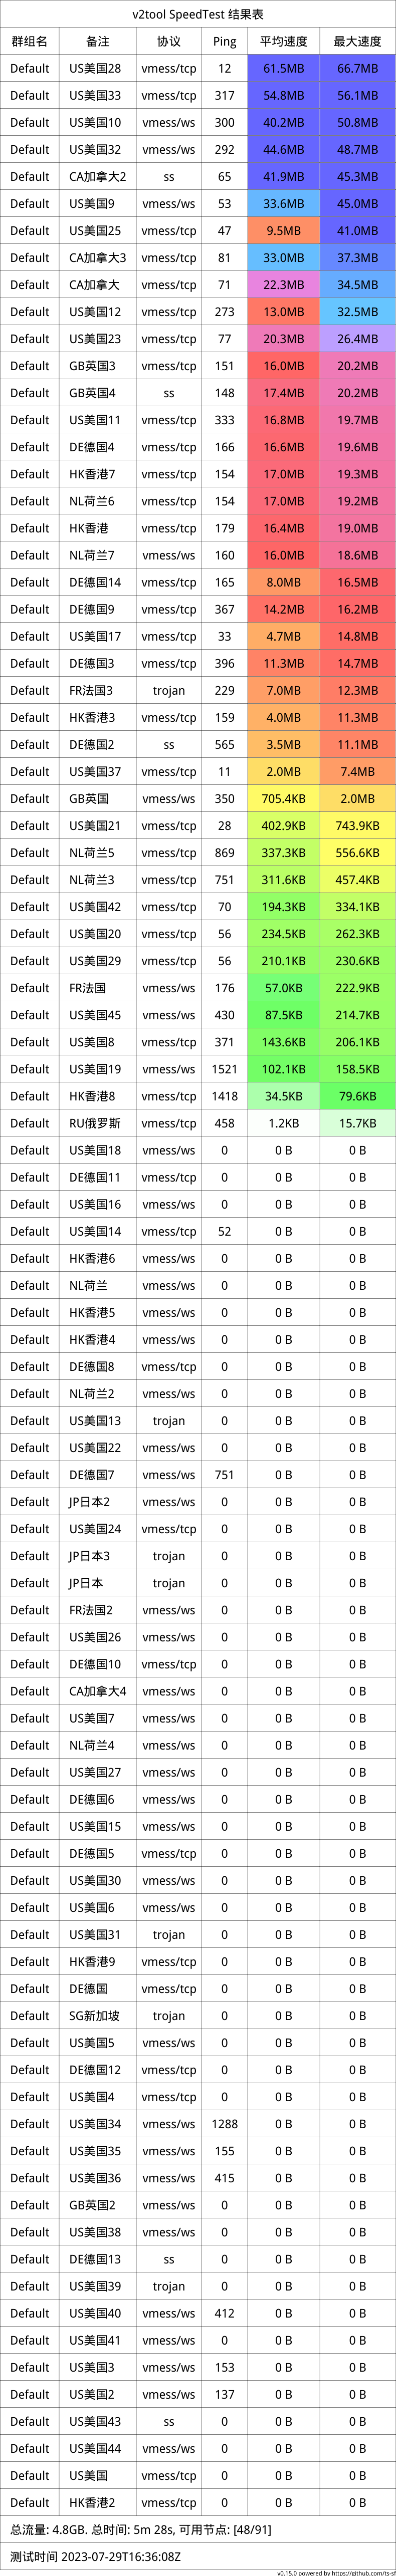 v2tool SpeedTest 结果表
群组名 备注 协议 Ping 平均速度 最大速度
Default US美国28 vmess/tcp 12 61.5MB 66.7MB
Default US美国33 vmess/tcp 317 54.8MB 56.1MB
Default US美国10 vmess/ws 300 40.2MB 50.8MB
Default US美国32 vmess/ws 292 44.6MB 48.7MB
Default CA加拿大2 ss 65 41.9MB 45.3MB
Default US美国9 vmess/ws 53 33.6MB 45.0MB
Default US美国25 vmess/tcp 47 9.5MB 41.0MB
Default CA加拿大3 vmess/tcp 81 33.0MB 37.3MB
Default CA加拿大 vmess/tcp 71 22.3MB 34.5MB
Default US美国12 vmess/tcp 273 13.0MB 32.5MB
Default US美国23 vmess/tcp 77 20.3MB 26.4MB
Default GB英国3 vmess/tcp 151 16.0MB 20.2MB
Default GB英国4 ss 148 17.4MB 20.2MB
Default US美国11 vmess/tcp 333 16.8MB 19.7MB
Default DE德国4 vmess/tcp 166 16.6MB 19.6MB
Default HK香港7 vmess/tcp 154 17.0MB 19.3MB
Default NL荷兰6 vmess/tcp 154 17.0MB 19.2MB
Default HK香港 vmess/tcp 179 16.4MB 19.0MB
Default NL荷兰7 vmess/ws 160 16.0MB 18.6MB
Default DE德国14 vmess/tcp 165 8.0MB 16.5MB
Default DE德国9 vmess/tcp 367 14.2MB 16.2MB
Default US美国17 vmess/tcp 33 4.7MB 14.8MB
Default DE德国3 vmess/tcp 396 11.3MB 14.7MB
Default FR法国3 trojan 229 7.0MB 12.3MB
Default HK香港3 vmess/tcp 159 4.0MB 11.3MB
Default DE德国2 ss 565 3.5MB 11.1MB
Default US美国37 vmess/tcp 11 2.0MB 7.4MB
Default GB英国 vmess/ws 350 705.4KB 2.0MB
Default US美国21 vmess/tcp 28 402.9KB 743.9KB
Default NL荷兰5 vmess/ws 869 337.3KB 556.6KB
Default NL荷兰3 vmess/ws 751 311.6KB 457.4KB
Default US美国42 vmess/ws 70 194.3KB 334.1KB
Default US美国20 vmess/tcp 56 234.5KB 262.3KB
Default US美国29 vmess/ws 56 210.1KB 230.6KB
Default FR法国 vmess/ws 176 57.0KB 222.9KB
Default US美国45 vmess/ws 430 87.5KB 214.7KB
Default US美国8 vmess/tcp 371 143.6KB 206.1KB
Default US美国19 vmess/ws 1521 102.1KB 158.5KB
Default HK香港8 vmess/tcp 1418 34.5KB 79.6KB
Default RU俄罗斯 vmess/tcp 458 1.2KB 15.7KB
Default US美国18 vmess/ws 0 0 B 0 B
Default DE德国11 vmess/tcp 0 0 B 0 B
Default US美国16 vmess/ws 0 0 B 0 B
Default US美国14 vmess/tcp 52 0 B 0 B
Default HK香港6 vmess/ws 0 0 B 0 B
Default NL荷兰 vmess/ws 0 0 B 0 B
Default HK香港5 vmess/ws 0 0 B 0 B
Default HK香港4 vmess/ws 0 0 B 0 B
Default DE德国8 vmess/tcp 0 0 B 0 B
Default NL荷兰2 vmess/ws 0 0 B 0 B
Default US美国13 trojan 0 0 B 0 B
Default US美国22 vmess/ws 0 0 B 0 B
Default DE德国7 vmess/ws 751 0 B 0 B
Default JP日本2 vmess/ws 0 0 B 0 B
Default US美国24 vmess/tcp 0 0 B 0 B
Default JP日本3 trojan 0 0 B 0 B
Default JP日本 trojan 0 0 B 0 B
Default FR法国2 vmess/ws 0 0 B 0 B
Default US美国26 vmess/ws 0 0 B 0 B
Default DE德国10 vmess/tcp 0 0 B 0 B
Default CA加拿大4 vmess/ws 0 0 B 0 B
Default US美国7 vmess/ws 0 0 B 0 B
Default NL荷兰4 vmess/ws 0 0 B 0 B
Default US美国27 vmess/ws 0 0 B 0 B
Default DE德国6 vmess/ws 0 0 B 0 B
Default US美国15 vmess/ws 0 0 B 0 B
Default DE德国5 vmess/tcp 0 0 B 0 B
Default US美国30 vmess/ws 0 0 B 0 B
Default US美国6 vmess/ws 0 0 B 0 B
Default US美国31 trojan 0 0 B 0 B
Default HK香港9 vmess/tcp 0 0 B 0 B
Default DE德国 vmess/tcp 0 0 B 0 B
Default SG新加坡 trojan 0 0 B 0 B
Default US美国5 vmess/ws 0 0 B 0 B
Default DE德国12 vmess/tcp 0 0 B 0 B
Default US美国4 vmess/tcp 0 0 B 0 B
Default US美国34 vmess/ws 1288 0 B 0 B
Default US美国35 vmess/ws 155 0 B 0 B
Default US美国36 vmess/ws 415 0 B 0 B
Default GB英国2 vmess/ws 0 0 B 0 B
Default US美国38 vmess/ws 0 0 B 0 B
Default DE德国13 ss 0 0 B 0 B
Default US美国39 trojan 0 0 B 0 B
Default US美国40 vmess/ws 412 0 B 0 B
Default US美国41 vmess/ws 0 0 B 0 B
Default US美国3 vmess/ws 153 0 B 0 B
Default US美国2 vmess/ws 137 0 B 0 B
Default US美国43 ss 0 0 B 0 B
Default US美国44 vmess/ws 0 0 B 0 B
Default US美国 vmess/tcp 0 0 B 0 B
Default HK香港2 vmess/tcp 0 0 B 0 B
总流量: 4.8GB. 总时间: 5m 28s, 可用节点: [48/91]
测试时间 2023-07-29T16:36:08Z
v0.15.0 powered by https://github.com/ts-sf